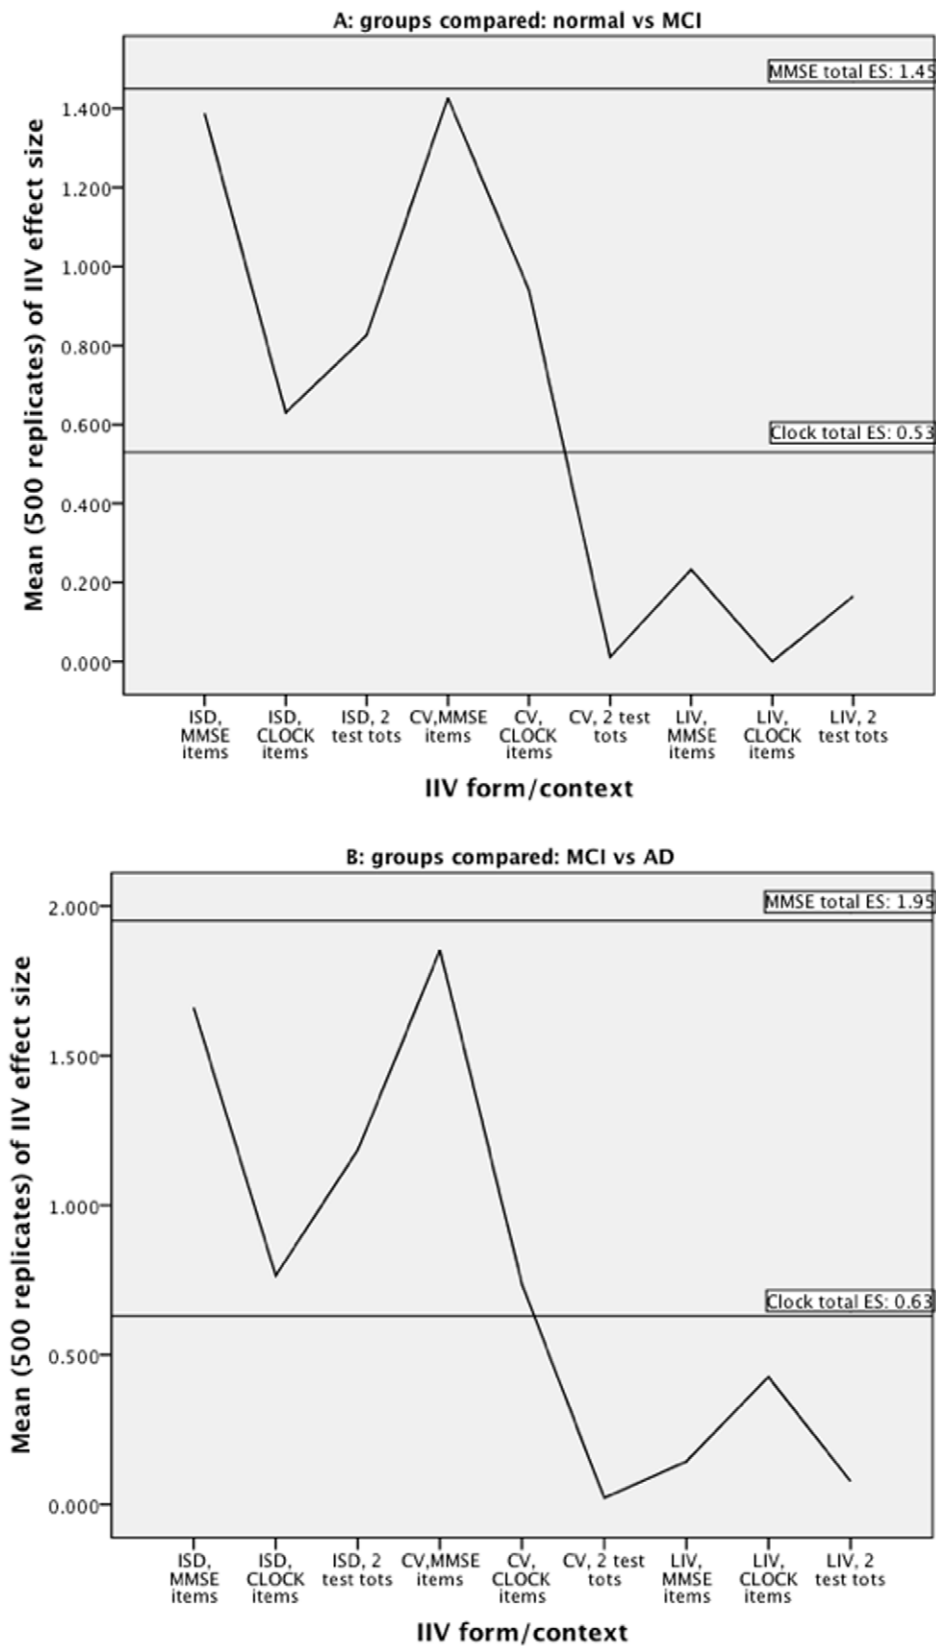 A: groups compared: normal vs MCI
MMSE total ES: 1.45
Clock total ES: 0.53
Mean (500 replicates) of IIV effect size
1.400
1.200
1.000
0.800
0.600
0.400
0.200
0.000
ISD, MMSE items
ISD, CLOCK items
ISD, 2 test tots
CV,MMSE items
CV, CLOCK items
CV, 2 test tots
LIV, MMSE items
LIV, CLOCK items
LIV, 2 test tots
IIV form/context
B: groups compared: MCI vs AD
MMSE total ES: 1.95
Clock total ES: 0.63
Mean (500 replicates) of IIV effect size
2.000
1.500
1.000
0.500
0.000
ISD, MMSE items
ISD, CLOCK items
ISD, 2 test tots
CV,MMSE items
CV, CLOCK items
CV, 2 test tots
LIV, MMSE items
LIV, CLOCK items
LIV, 2 test tots
IIV form/context